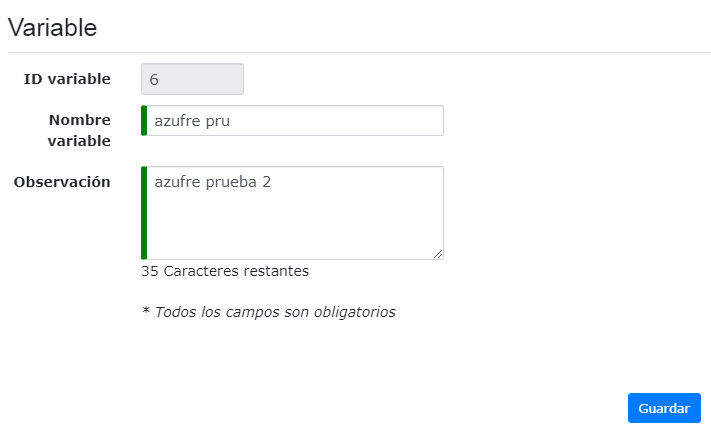 Variable
ID variable
6
Nombre
variable
azufre pru
Observación
azufre prueba 2
35 Caracteres restantes
* Todos los campos son obligatorios
Guardar